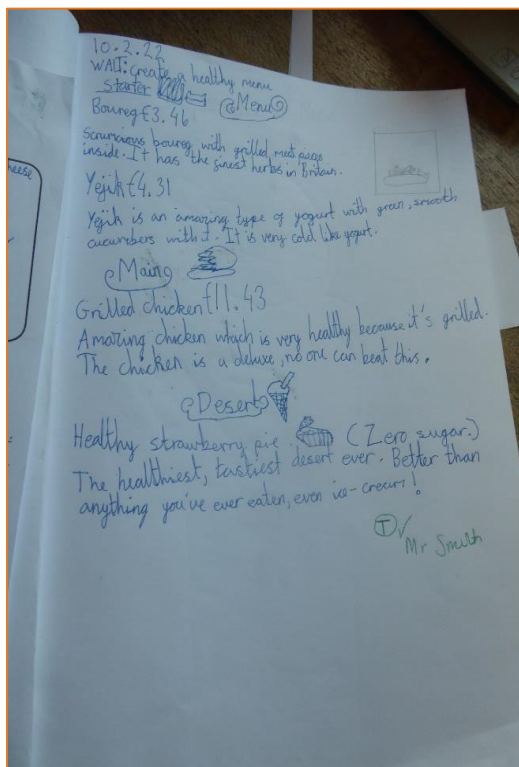 10.2.22
WALT: create a healthy menu
starter
Menu
Boureg £3.46
Scrumcious boureg with grilled meat piece
inside. It has the finest herbs in Britain.
Yejik £4.31
Yejik is an amazing type of yogurt with green, smooth
cucumbers with it. It is very cold like yogurt.
Main
Grilled chicken £11.43
Amazing chicken which is very healthy because it's grilled.
The chicken is a deluxe, no one can beat this.
Desert
Healthy strawberry pie (Zero sugar.)
The healthiest, tastiest desert ever. Better than
anything you've ever eaten, even ice-cream!
T
Mr Smith
heese